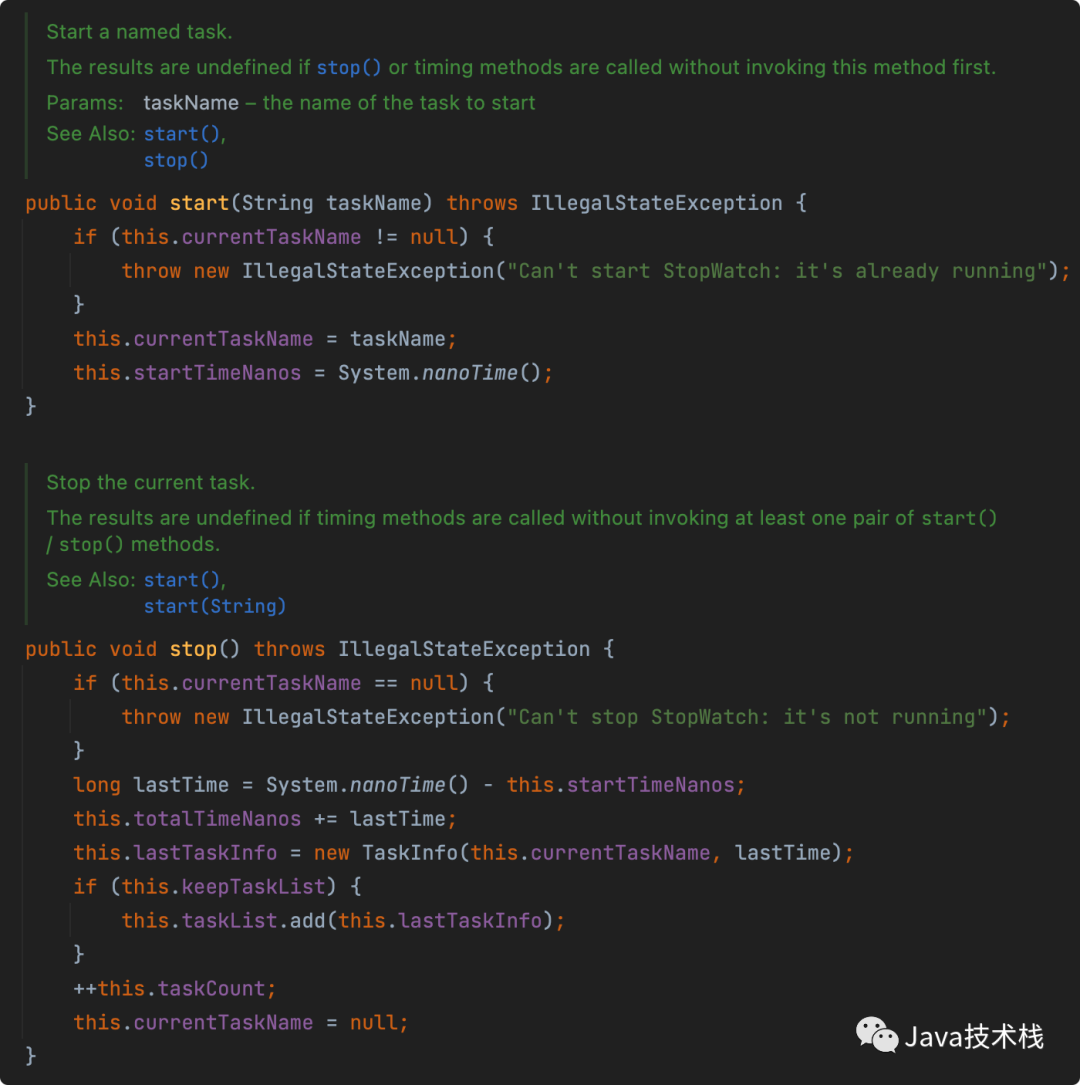 Start a named task.
The results are undefined if stop() or timing methods are called without invoking this method first.
Params: taskName – the name of the task to start
See Also: start(),
stop()
public void start(String taskName) throws IllegalStateException {
if (this.currentTaskName != null) {
throw new IllegalStateException("Can't start StopWatch: it's already running");
}
this.currentTaskName = taskName;
this.startTimeNanos = System.nanoTime();
}
Stop the current task.
The results are undefined if timing methods are called without invoking at least one pair of start()
/ stop() methods.
See Also: start(),
start(String)
public void stop() throws IllegalStateException {
if (this.currentTaskName == null) {
throw new IllegalStateException("Can't stop StopWatch: it's not running");
}
long lastTime = System.nanoTime() - this.startTimeNanos;
this.totalTimeNanos += lastTime;
this.lastTaskInfo = new TaskInfo(this.currentTaskName, lastTime);
if (this.keepTaskList) {
this.taskList.add(this.lastTaskInfo);
}
++this.taskCount;
this.currentTaskName = null;
}
Java技术栈